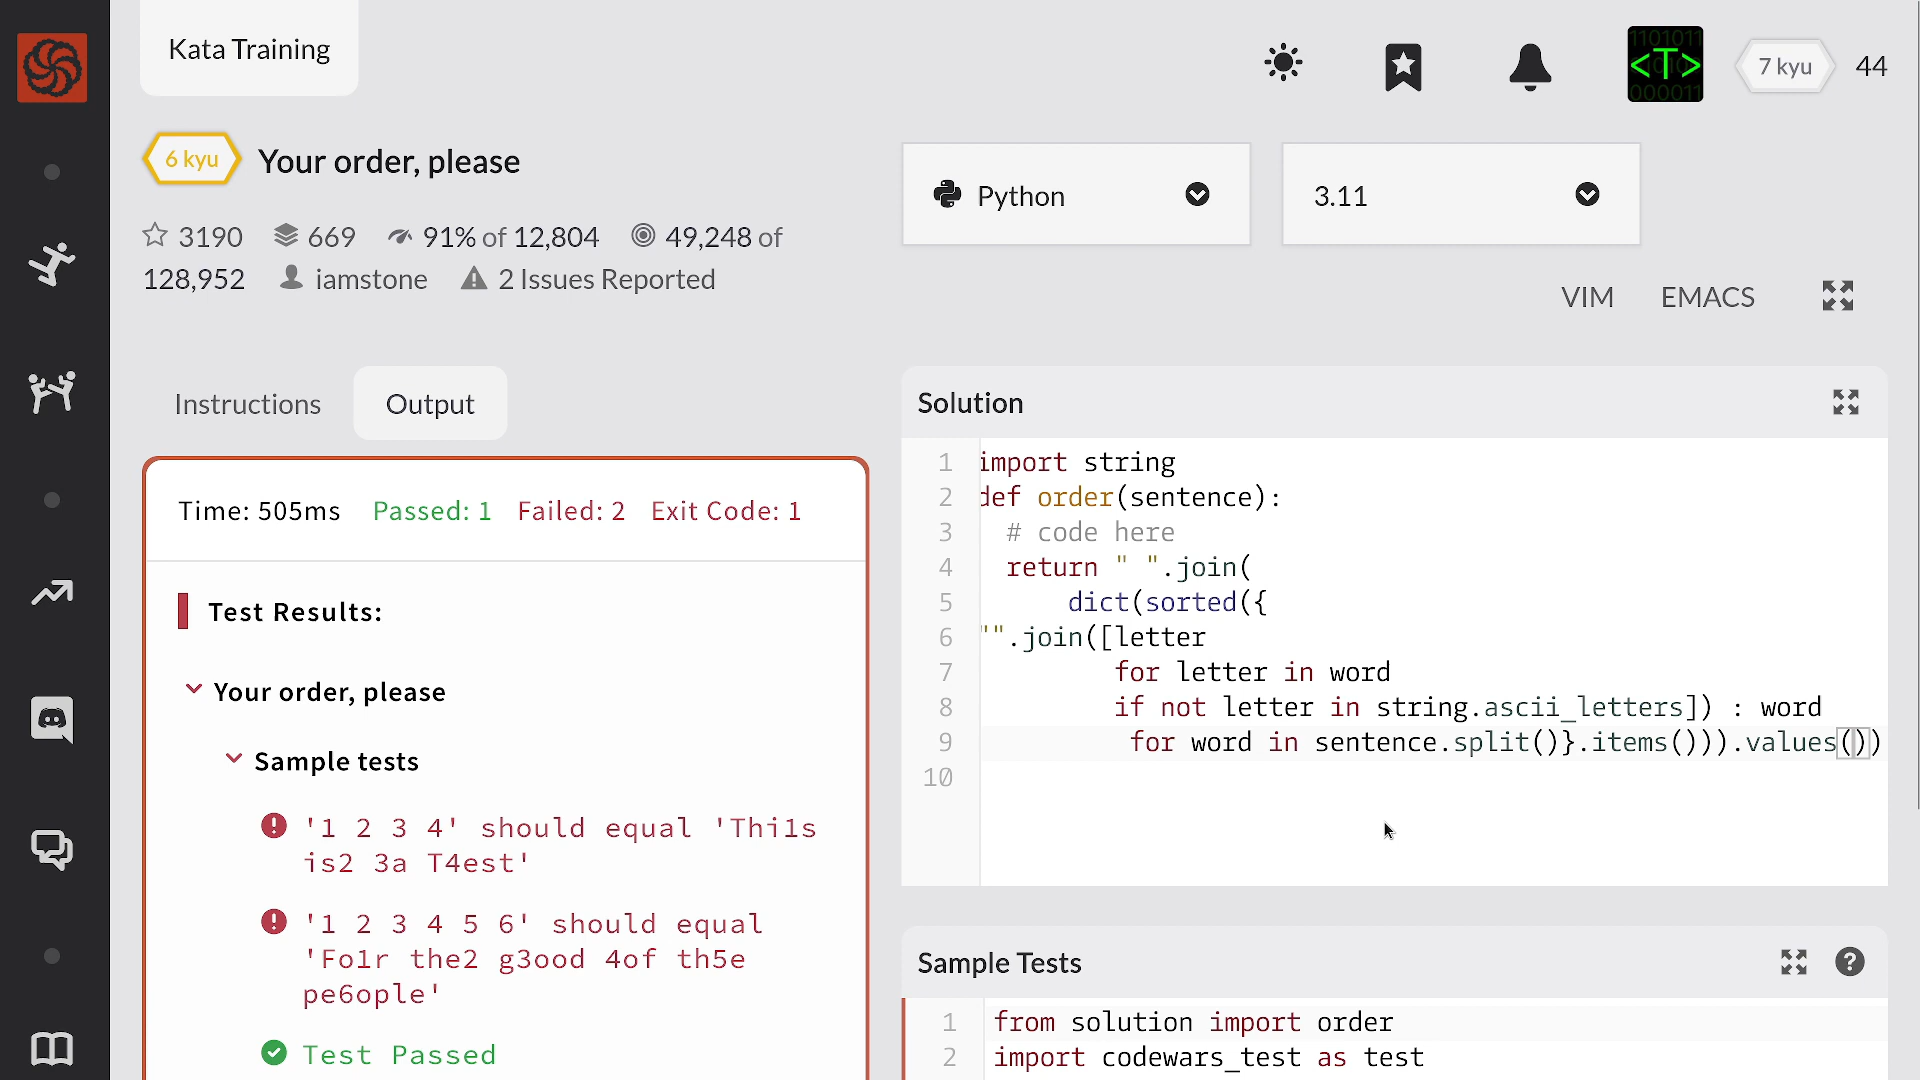 Kata Training
1101011
<T>
000011
7 kyu
44
6 kyu
Your order, please
3190 669 91% of 12,804 49,248 of
128,952 iamstone 2 Issues Reported
Python
3.11
VIM EMACS
Instructions
Output
Time: 505ms Passed: 1 Failed: 2 Exit Code: 1
Test Results:
Your order, please
Sample tests
'1 2 3 4' should equal 'Thi1s
is2 3a T4est'
'1 2 3 4 5 6' should equal
'Fo1r the2 g3ood 4of th5e
pe6ople'
Test Passed
Solution
1 import string
2 def order(sentence):
3 # code here
4 return " ".join(
5 dict(sorted({
6 "".join([letter
7 for letter in word
8 if not letter in string.ascii_letters]) : word
9 for word in sentence.split()}.items())).values())
10
Sample Tests
?
1 from solution import order
2 import codewars_test as test